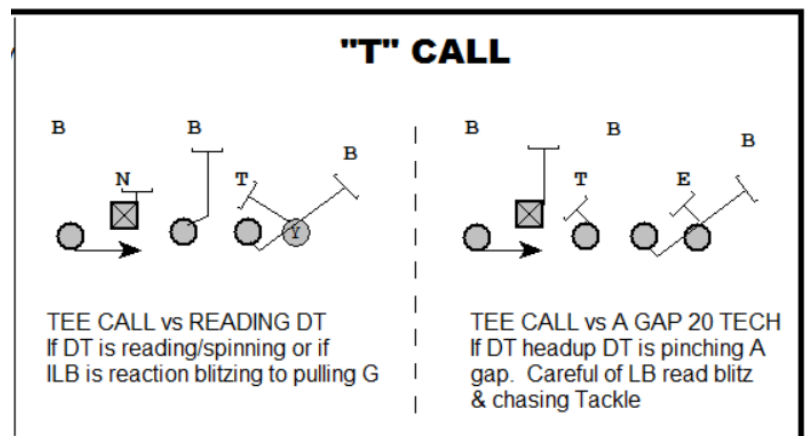 "T" CALL
B B B
N T
Y
TEE CALL vs READING DT
If DT is reading/spinning or if
ILB is reaction blitzing to pulling G
B B B
T E
TEE CALL vs A GAP 20 TECH
If DT headup DT is pinching A
gap. Careful of LB read blitz
& chasing Tackle